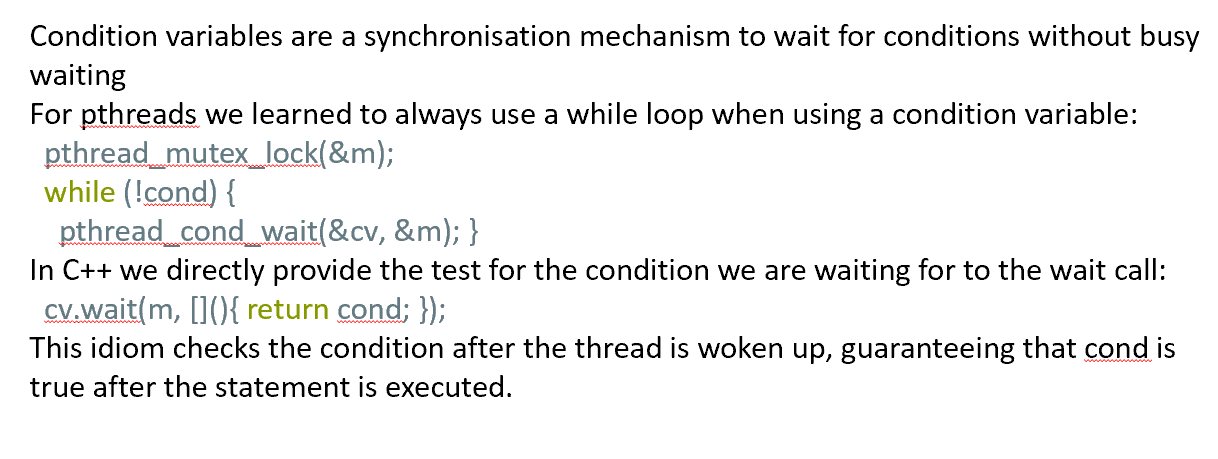 Condition variables are a synchronisation mechanism to wait for conditions without busy
waiting
For pthreads we learned to always use a while loop when using a condition variable:
pthread_mutex_lock(&m);
while (!cond) {
pthread_cond_wait(&cv, &m); }
In C++ we directly provide the test for the condition we are waiting for to the wait call:
cv.wait(m, [](){ return cond; });
This idiom checks the condition after the thread is woken up, guaranteeing that cond is
true after the statement is executed.